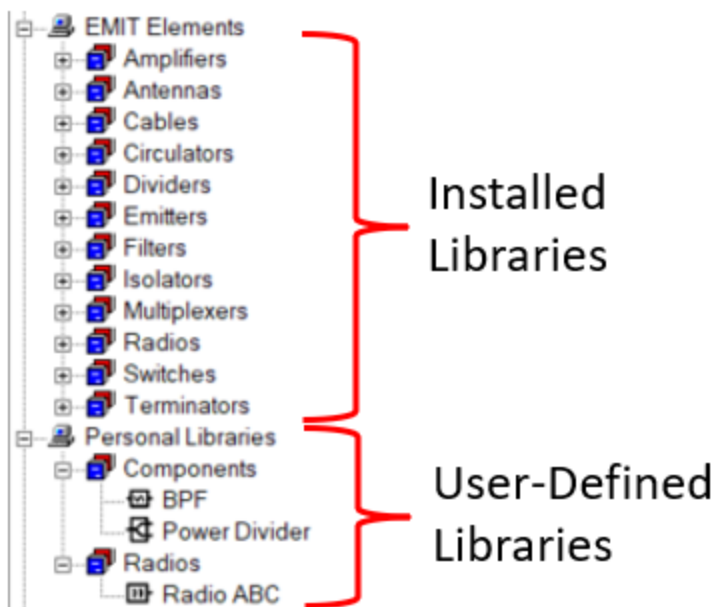 EMIT Elements
Amplifiers
Antennas
Cables
Circulators
Dividers
Emitters
Filters
Isolators
Multiplexers
Radios
Switches
Terminators
Personal Libraries
Components
BPF
Power Divider
Radios
Radio ABC
Installed
Libraries
User-Defined
Libraries